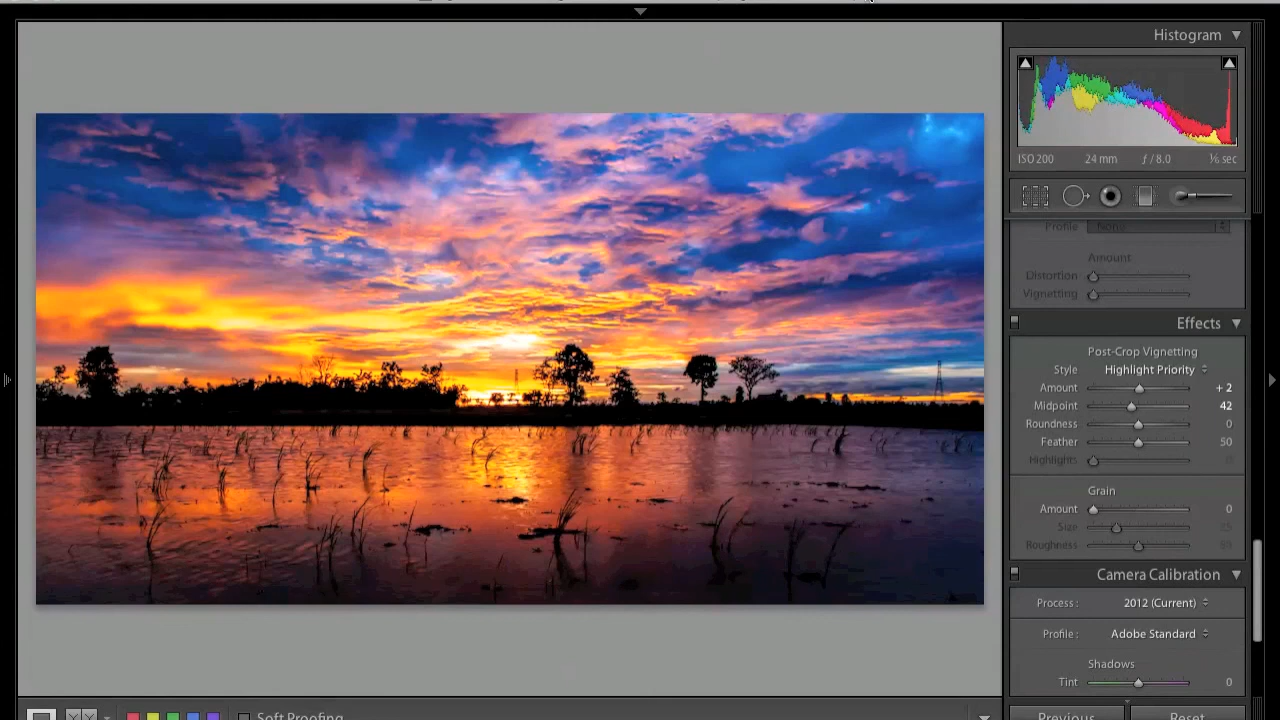 Histogram
ISO 200 24 mm ƒ / 8.0 ⅙ sec
Profile None
Amount
Distortion
Vignetting
Effects
Post-Crop Vignetting
Style Highlight Priority
Amount + 2
Midpoint 42
Roundness 0
Feather 50
Highlights
Grain
Amount 0
Size 25
Roughness
Camera Calibration
Process : 2012 (Current)
Profile : Adobe Standard
Shadows
Tint 0
Soft Proofing
Previous Reset